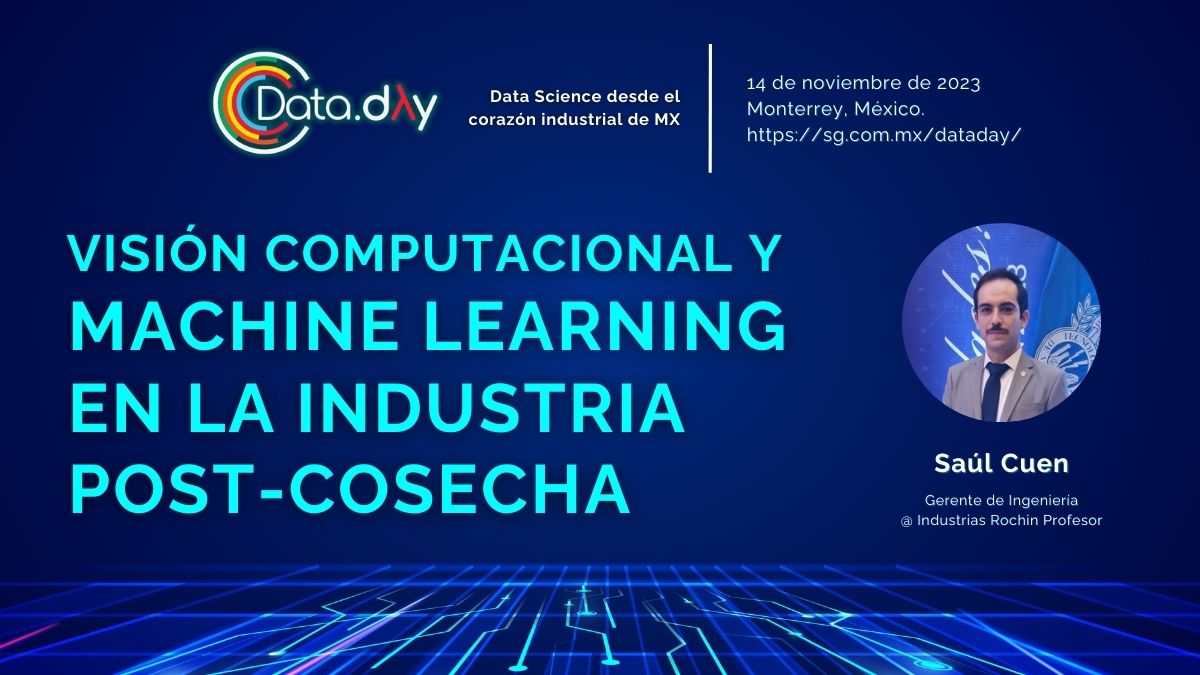 Data.day
Data Science desde el
corazón industrial de MX
14 de noviembre de 2023
Monterrey, México.
https://sg.com.mx/dataday/
VISIÓN COMPUTACIONAL Y
MACHINE LEARNING
EN LA INDUSTRIA
POST-COSECHA
Saúl Cuen
Gerente de Ingeniería
@ Industrias Rochin Profesor